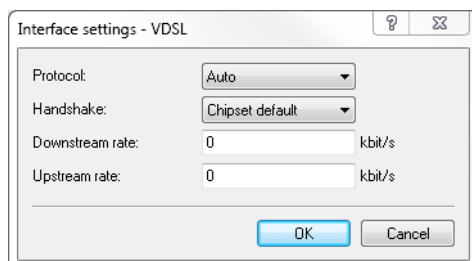 Interface settings - VDSL
Protocol: Auto
Handshake: Chipset default
Downstream rate: 0 kbit/s
Upstream rate: 0 kbit/s
OK Cancel